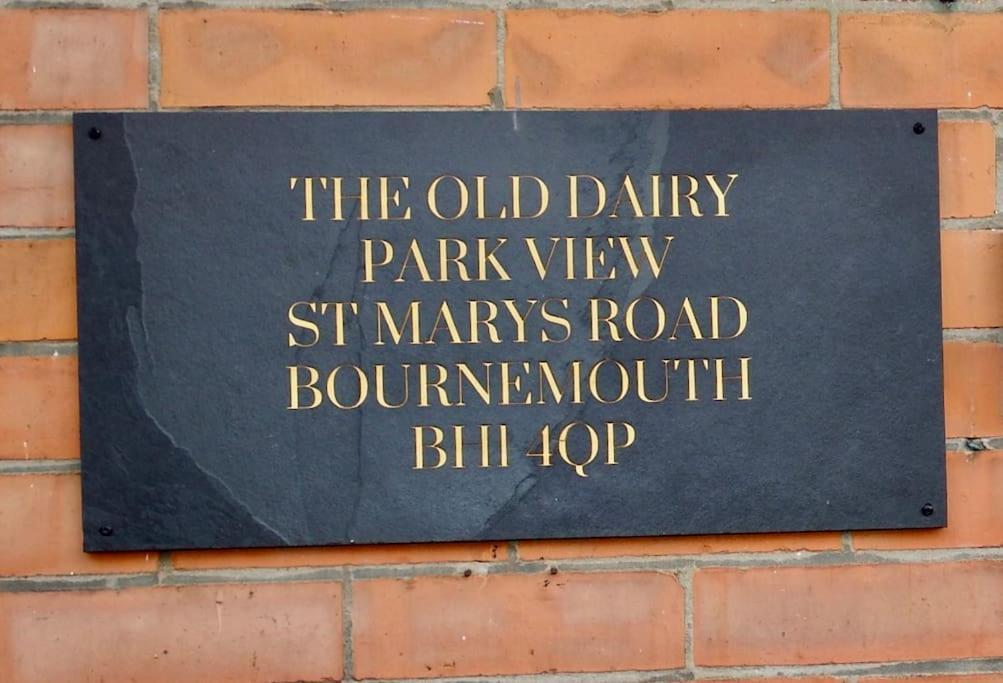 THE OLD DAIRY
PARK VIEW
ST MARYS ROAD
BOURNEMOUTH
BH1 4QP